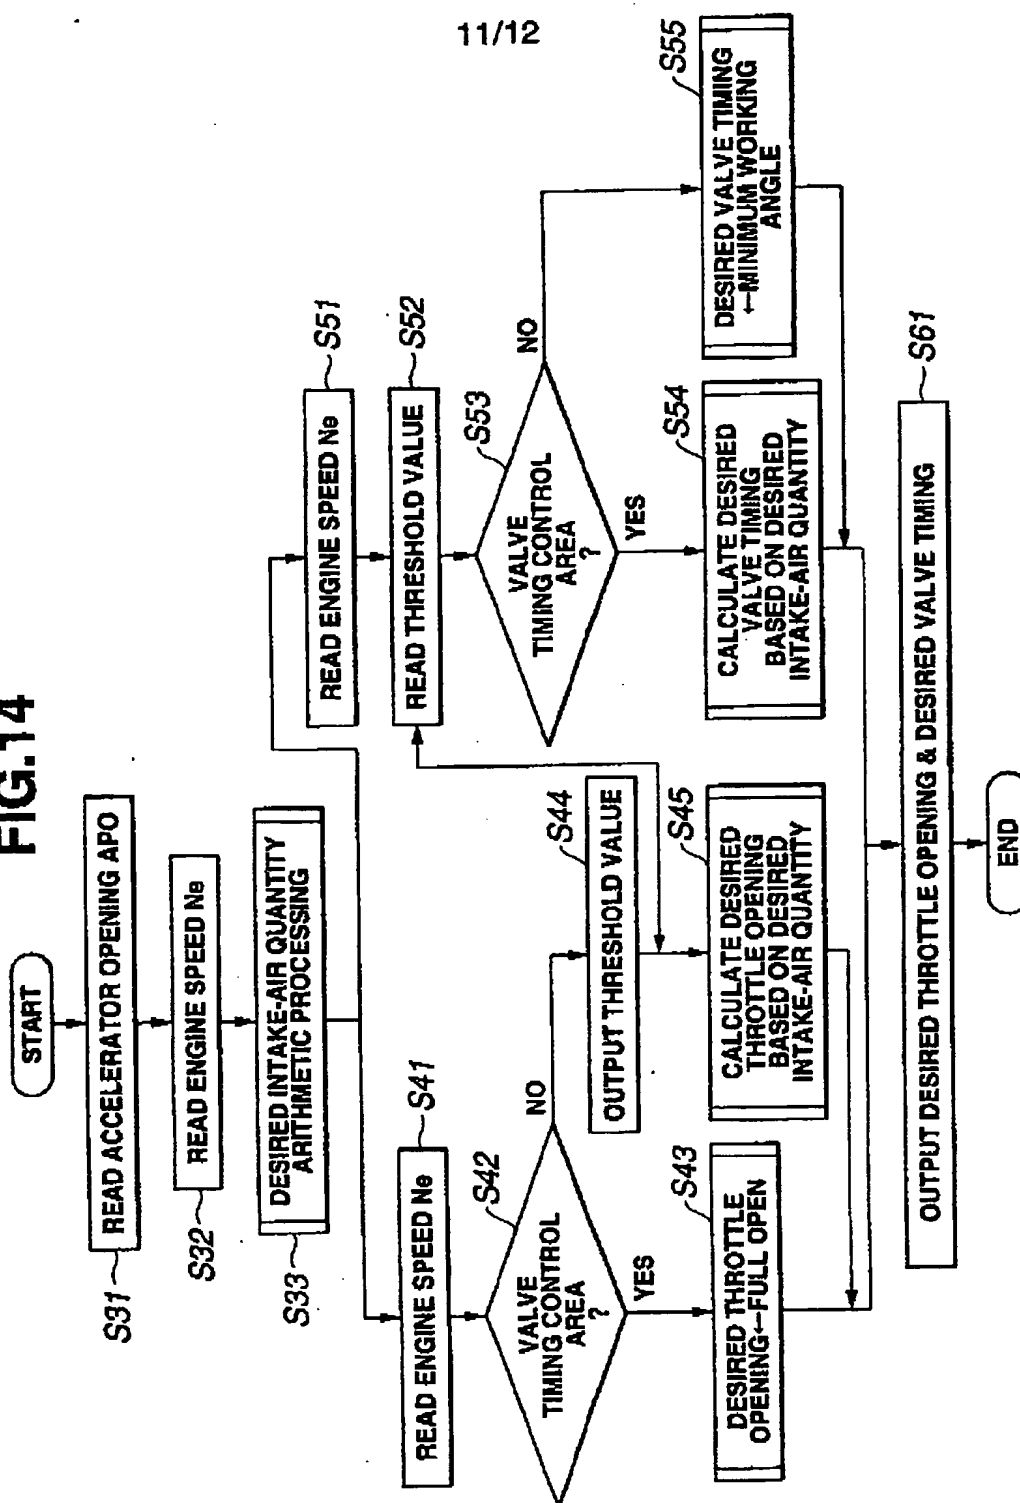 11/12
FIG.14
START
READ ACCELERATOR OPENING APO
S31
READ ENGINE SPEED Ne
S32
DESIRED INTAKE-AIR QUANTITY
ARITHMETIC PROCESSING
S33
READ ENGINE SPEED Ne
S41
VALVE
TIMING CONTROL
AREA
?
S42
NO
YES
DESIRED THROTTLE
OPENING←FULL OPEN
S43
OUTPUT THRESHOLD VALUE
S44
CALCULATE DESIRED
THROTTLE OPENING
BASED ON DESIRED
INTAKE-AIR QUANTITY
S45
READ ENGINE SPEED Ne
S51
READ THRESHOLD VALUE
S52
VALVE
TIMING CONTROL
AREA
?
S53
NO
YES
CALCULATE DESIRED
VALVE TIMING
BASED ON DESIRED
INTAKE-AIR QUANTITY
S54
DESIRED VALVE TIMING
←MINIMUM WORKING
ANGLE
S55
OUTPUT DESIRED THROTTLE OPENING & DESIRED VALVE TIMING
S61
END